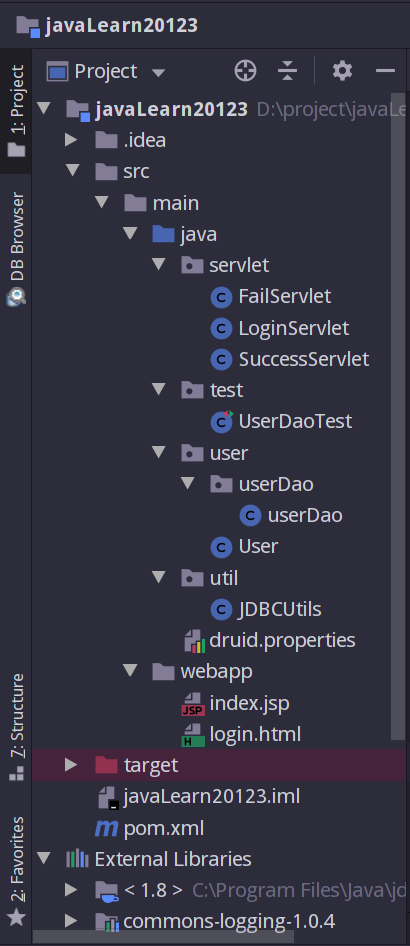 javaLearn20123
Project
javaLearn20123 D:\project\javaLe
.idea
src
main
java
servlet
FailServlet
LoginServlet
SuccessServlet
test
UserDaoTest
user
userDao
userDao
User
util
JDBCUtils
druid.properties
webapp
index.jsp
login.html
target
javaLearn20123.iml
pom.xml
External Libraries
< 1.8 > C:\Program Files\Java\jd
commons-logging-1.0.4
1: Project
DB Browser
7: Structure
2: Favorites
C
C
C
C
C
C
C
JSP
H
m